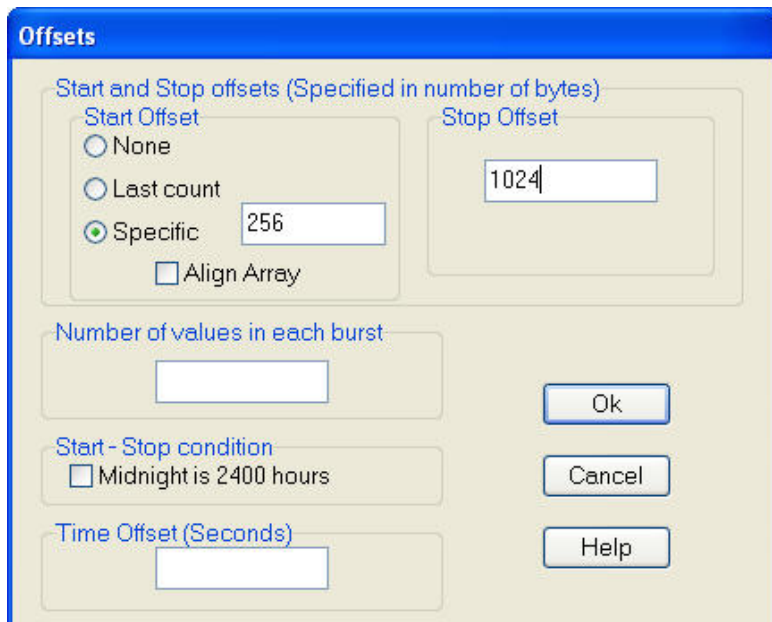 Offsets
Start and Stop offsets (Specified in number of bytes)
Start Offset
None
Last count
Specific 256
Align Array
Stop Offset
1024
Number of values in each burst
Start - Stop condition
Midnight is 2400 hours
Time Offset (Seconds)
Ok
Cancel
Help